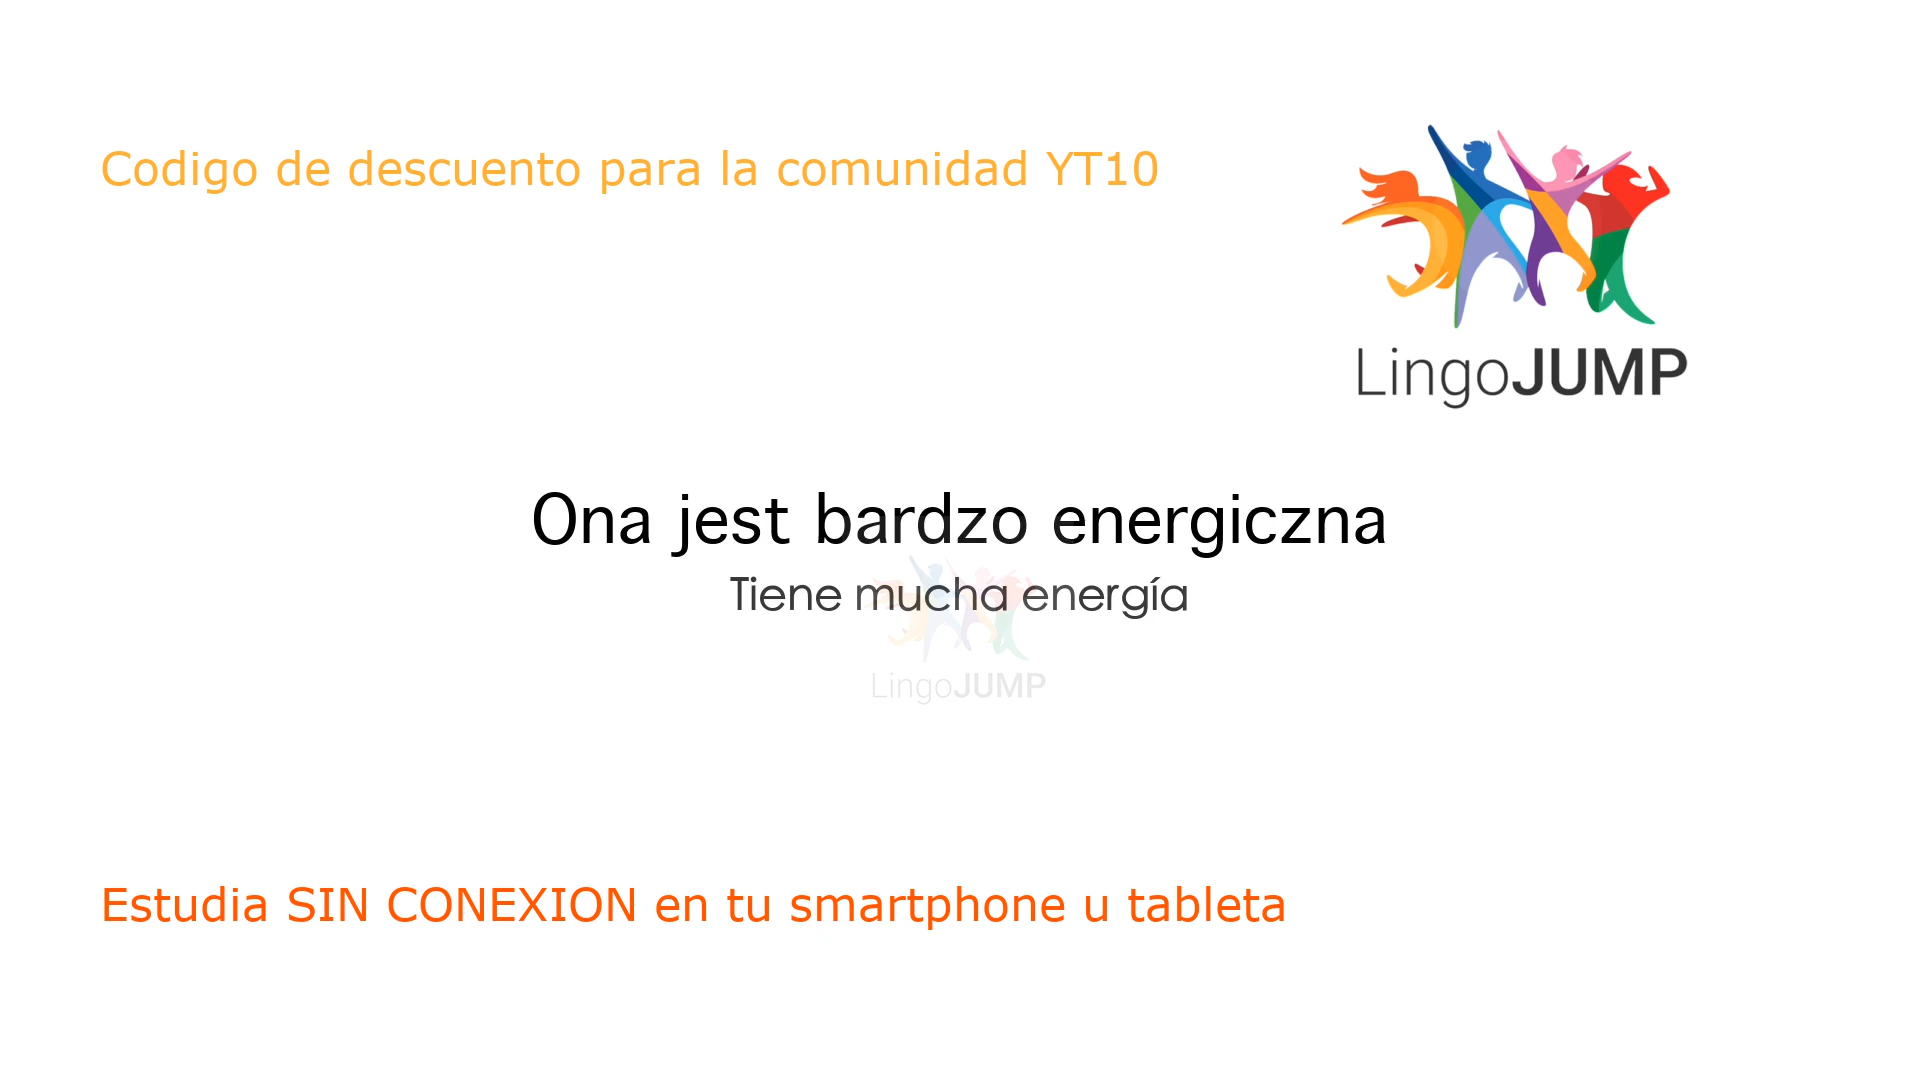 Codigo de descuento para la comunidad YT10
LingoJUMP
Ona jest bardzo energiczna
Tiene mucha energía
LingoJUMP
Estudia SIN CONEXION en tu smartphone u tableta